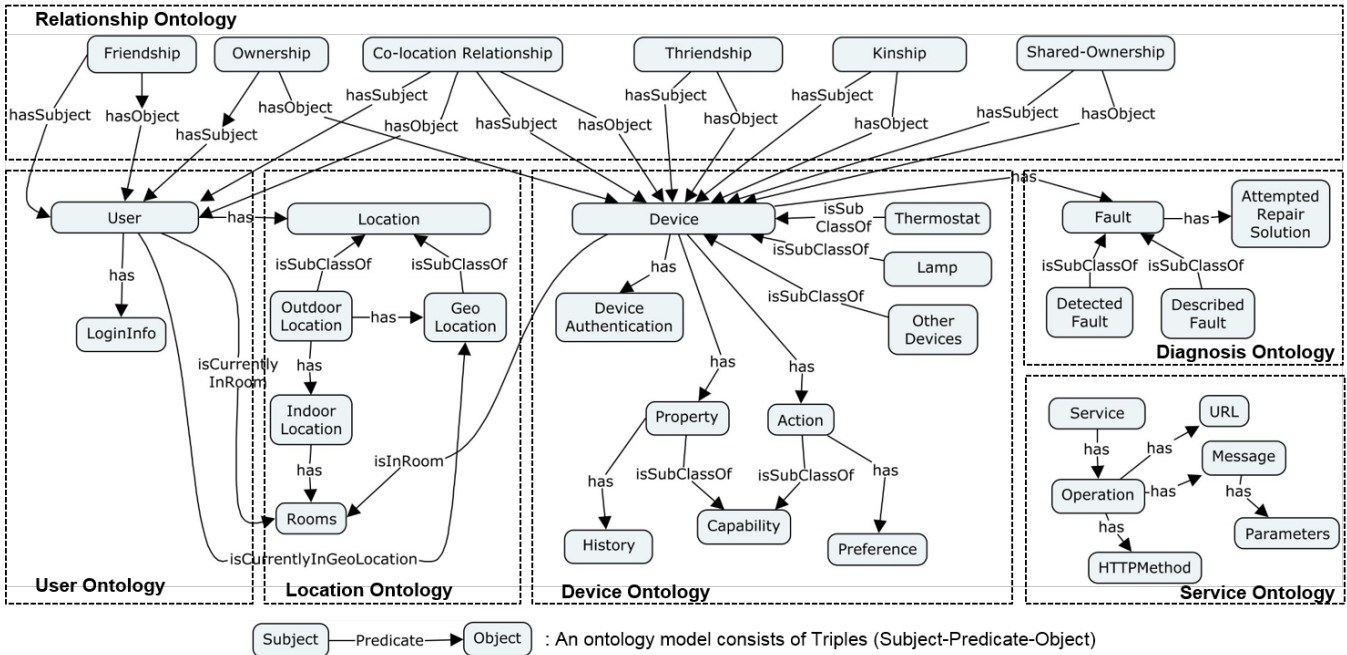 Relationship Ontology
Friendship
Ownership
Co-location Relationship
Thriendship
Kinship
Shared-Ownership
hasSubject
hasObject
hasSubject
hasObject
hasSubject
hasObject
hasSubject
hasObject
hasSubject
hasObject
hasSubject
hasObject
hasSubject
hasObject
User
has
LoginInfo
isCurrently
InRoom
isCurrentlyInGeoLocation
User Ontology
has
Location
isSubClassOf
isSubClassOf
Outdoor
Location
has
Geo
Location
has
Indoor
Location
has
Rooms
isInRoom
Location Ontology
Device
has
Device
Authentication
isSub
ClassOf
Thermostat
isSubClassOf
Lamp
isSubClassOf
Other
Devices
has
has
Property
Action
has
isSubClassOf
isSubClassOf
has
History
Capability
Preference
Device Ontology
has
Fault
has
Attempted
Repair
Solution
isSubClassOf
isSubClassOf
Detected
Fault
Described
Fault
Diagnosis Ontology
Service
has
Operation
has
URL
has
Message
has
Parameters
has
HTTPMethod
Service Ontology
Subject
Predicate
Object
: An ontology model consists of Triples (Subject-Predicate-Object)